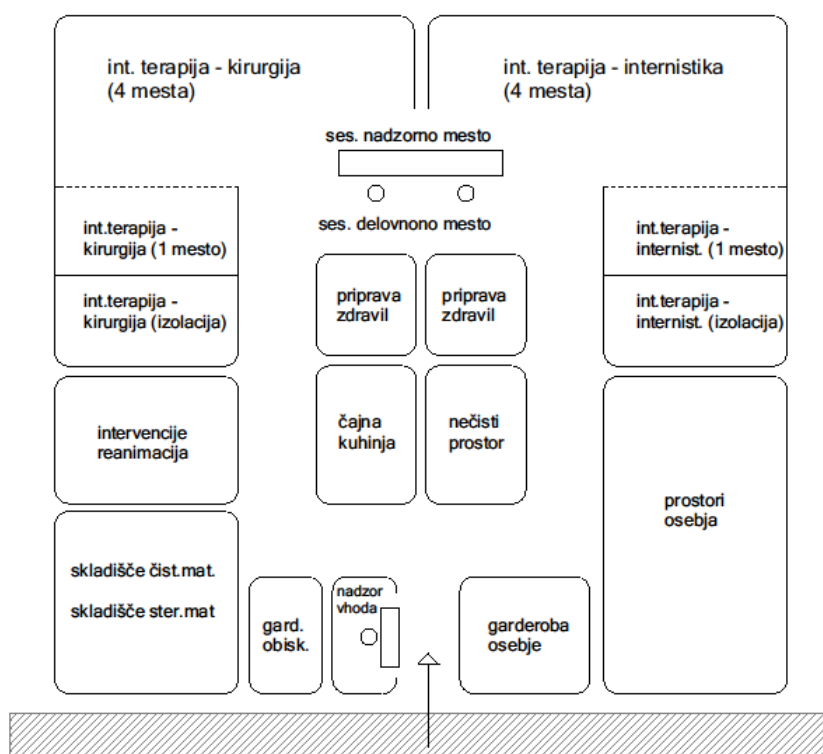 int. terapija - kirurgija
(4 mesta)
int. terapija - internistika
(4 mesta)
ses. nadzorno mesto
ses. delovnono mesto
int.terapija -
kirurgija (1 mesto)
int.terapija -
internist. (1 mesto)
int.terapija -
kirurgija (izolacija)
int.terapija -
internist. (izolacija)
priprava
zdravil
priprava
zdravil
intervencije
reanimacija
čajna
kuhinja
nečisti
prostor
prostori
osebja
skladišče čist.mat.
skladišče ster.mat
gard.
obisk.
nadzor
vhoda
garderoba
osebje